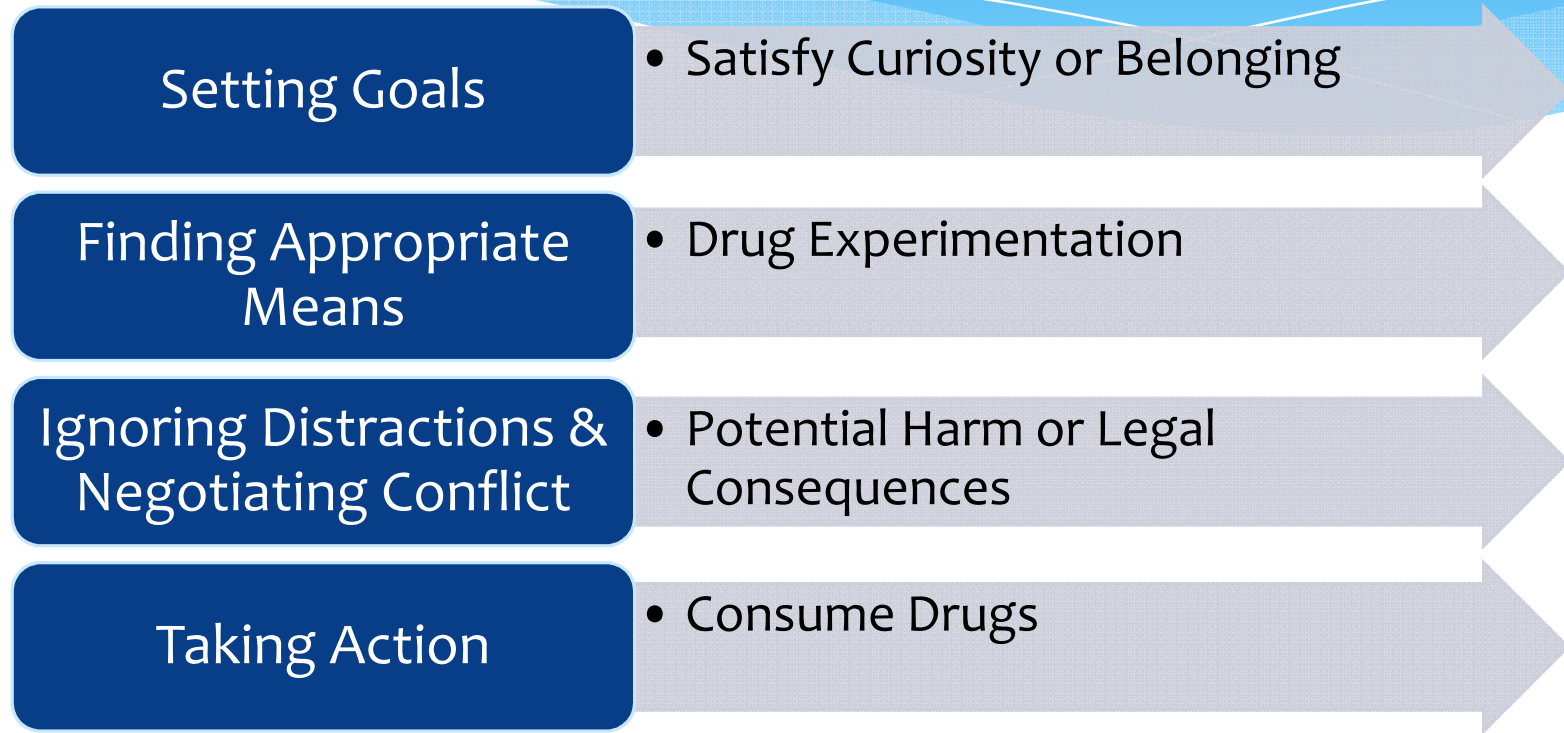 Setting Goals
• Satisfy Curiosity or Belonging
Finding Appropriate
Means
• Drug Experimentation
Ignoring Distractions &
Negotiating Conflict
• Potential Harm or Legal
Consequences
Taking Action
• Consume Drugs